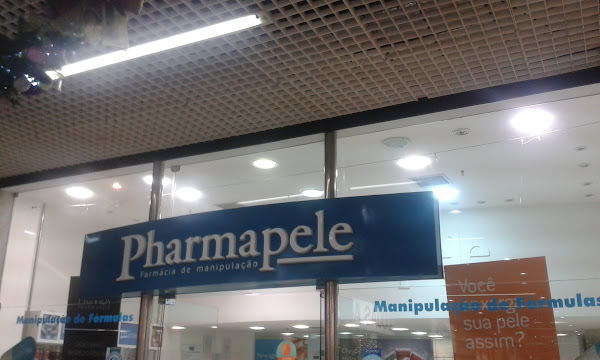 Pharmapele
Farmácia de manipulação
Manipulação de Fórmulas
Manipulação de Fórmulas
Você
sua pele
assim?